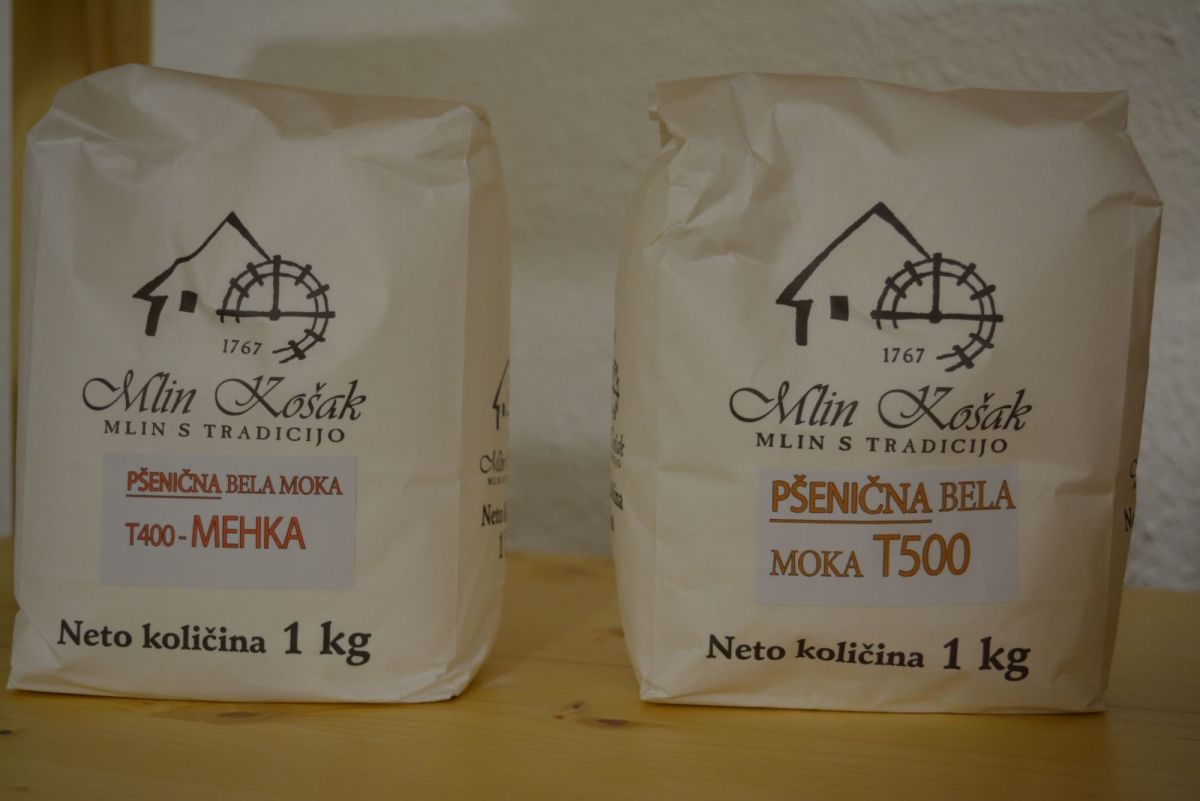 1767
Mlin Košak
MLIN S TRADICIJO
PŠENIČNA BELA MOKA
T400 - MEHKA
Neto količina 1 kg
1767
Mlin Košak
MLIN S TRADICIJO
PŠENIČNA BELA
MOKA T500
Neto količina 1 kg